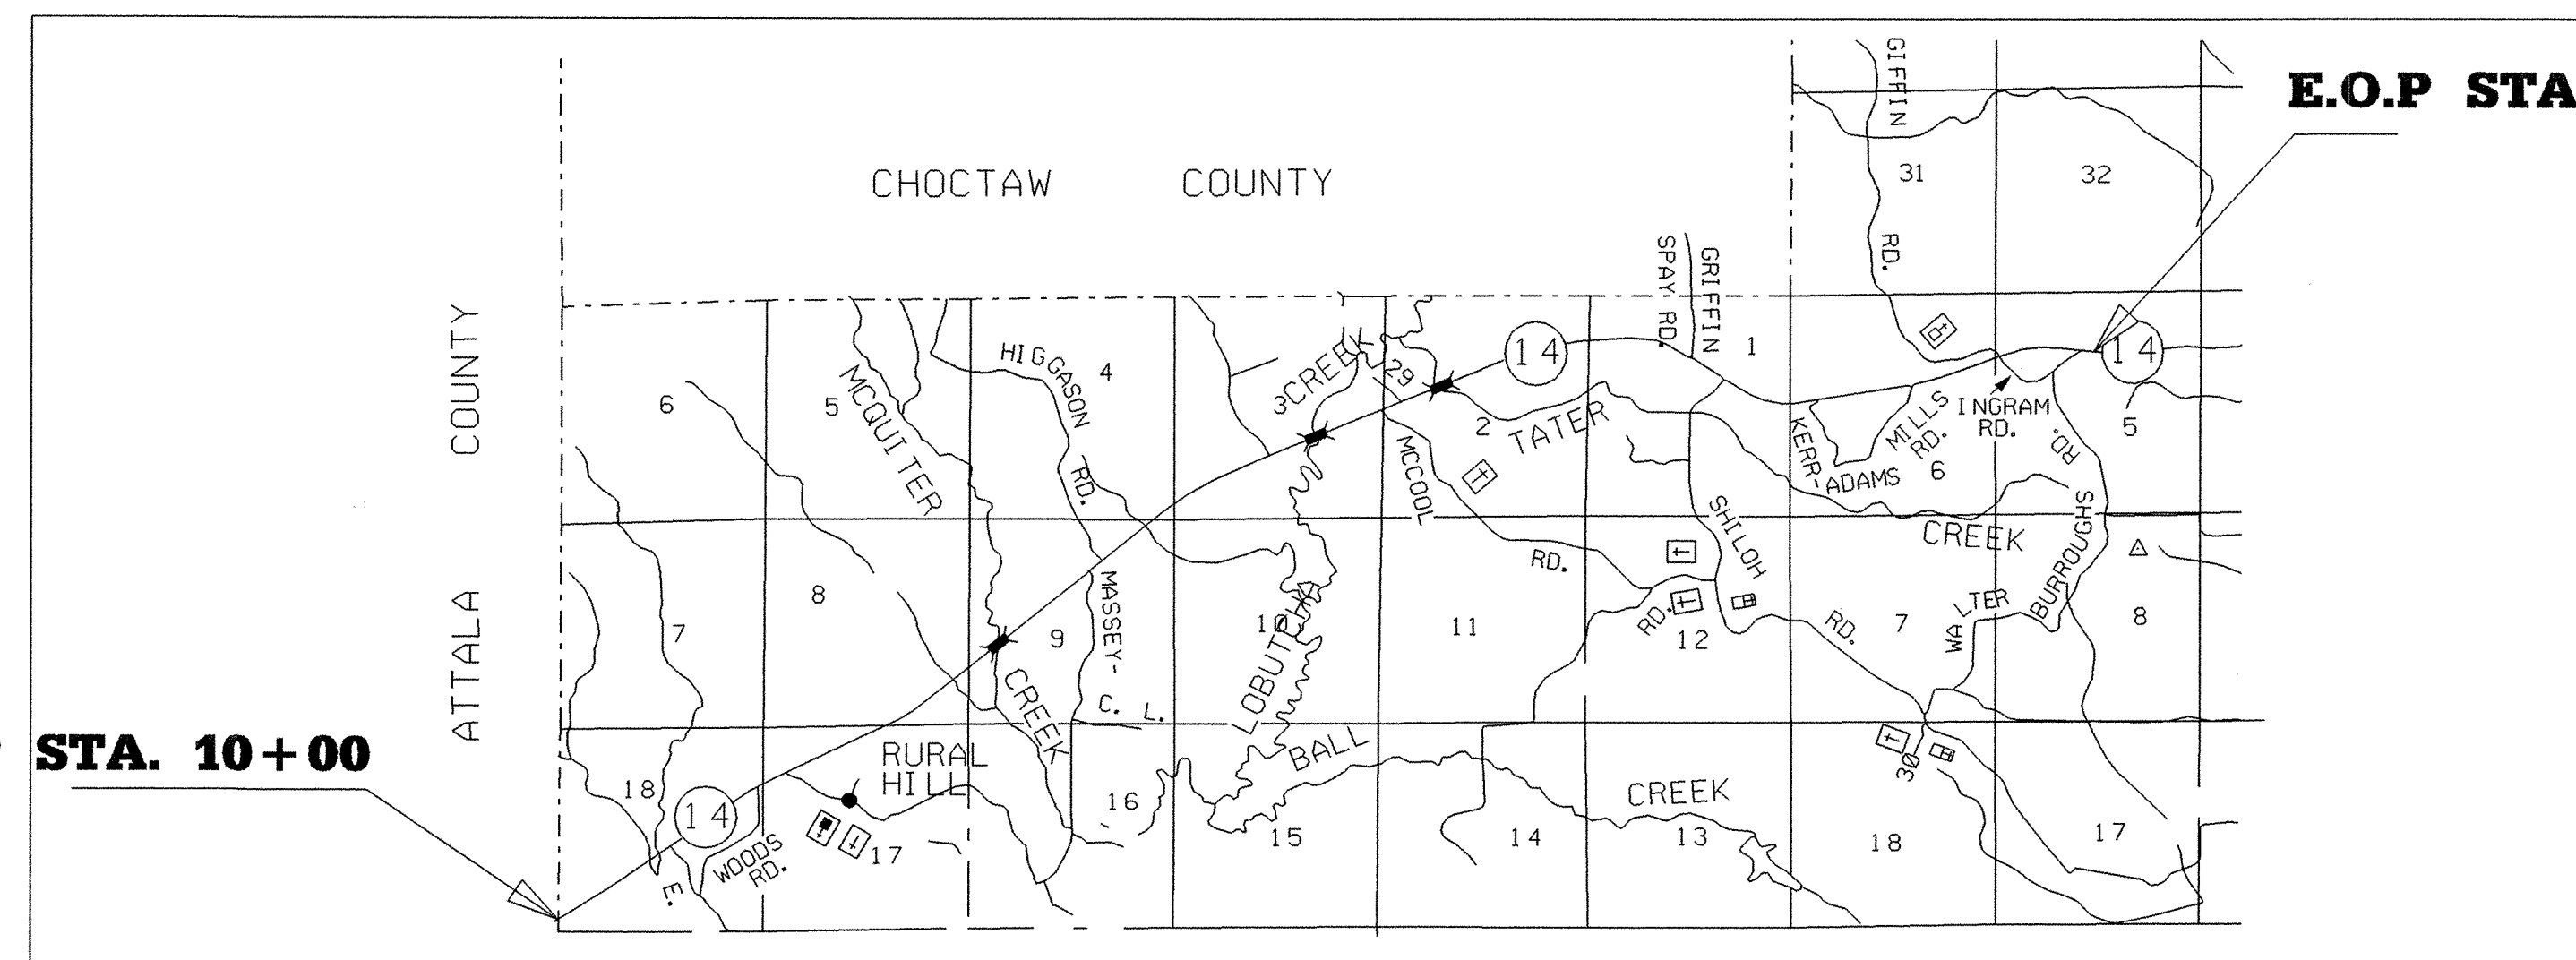 GIFFIN
RD.
E.O.P STA
31
32
CHOCTAW COUNTY
ATTALA COUNTY
SPAY RD.
GRIFFIN
1
14
14
HIGGASON
RD.
4
3
CREEK
29
6
5
MCQUITER
CREEK
2
TATER
CREEK
MCCOOL
RD.
KERR-
ADAMS
MILLS
RD.
INGRAM
RD.
6
5
SHILOH
RD.
RD.
WALTER
BURROUGHS
RD.
7
8
9
MASSEY-
C. L.
10
LOBUTCHA
11
12
7
8
STA. 10+00
RURAL
HILL
BALL
CREEK
18
14
E.
WOODS
RD.
17
16
15
14
13
30
18
17